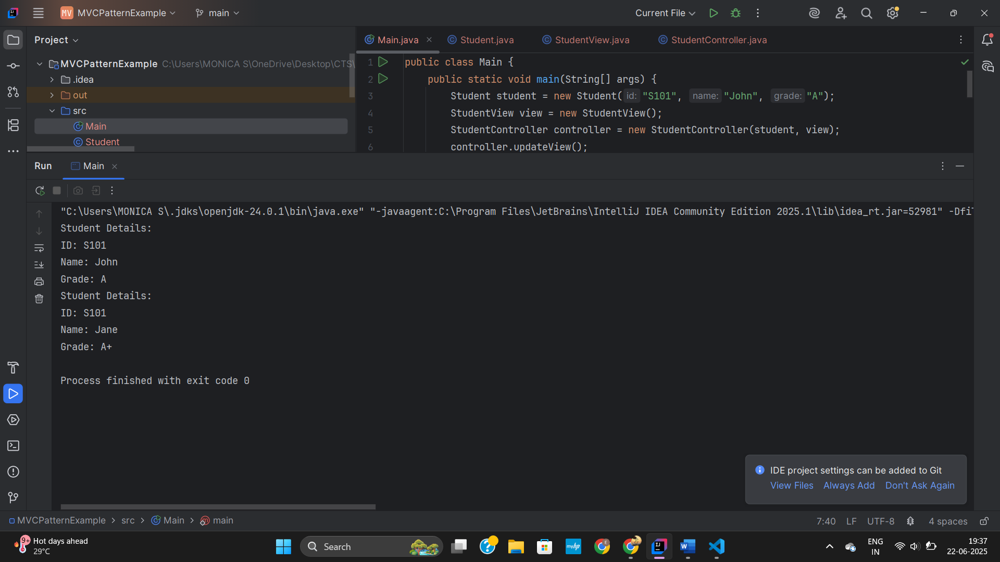 MV MVCPatternExample main Current File
Project
MVCPatternExample C:\Users\MONICA S\OneDrive\Desktop\CTS\
.idea
out
src
Main
Student
Main.java Student.java StudentView.java StudentController.java
1 public class Main {
2 public static void main(String[] args) {
3 Student student = new Student( id: "S101", name: "John", grade: "A");
4 StudentView view = new StudentView();
5 StudentController controller = new StudentController(student, view);
6 controller.updateView();
Run Main
"C:\Users\MONICA S\.jdks\openjdk-24.0.1\bin\java.exe" "-javaagent:C:\Program Files\JetBrains\IntelliJ IDEA Community Edition 2025.1\lib\idea_rt.jar=52981" -Dfi
Student Details:
ID: S101
Name: John
Grade: A
Student Details:
ID: S101
Name: Jane
Grade: A+
Process finished with exit code 0
IDE project settings can be added to Git
View Files Always Add Don't Ask Again
MVCPatternExample > src > Main > main
7:40 LF UTF-8 4 spaces
9+ Hot days ahead
29°C
Search
myhp
ENG
IN
19:37
22-06-2025